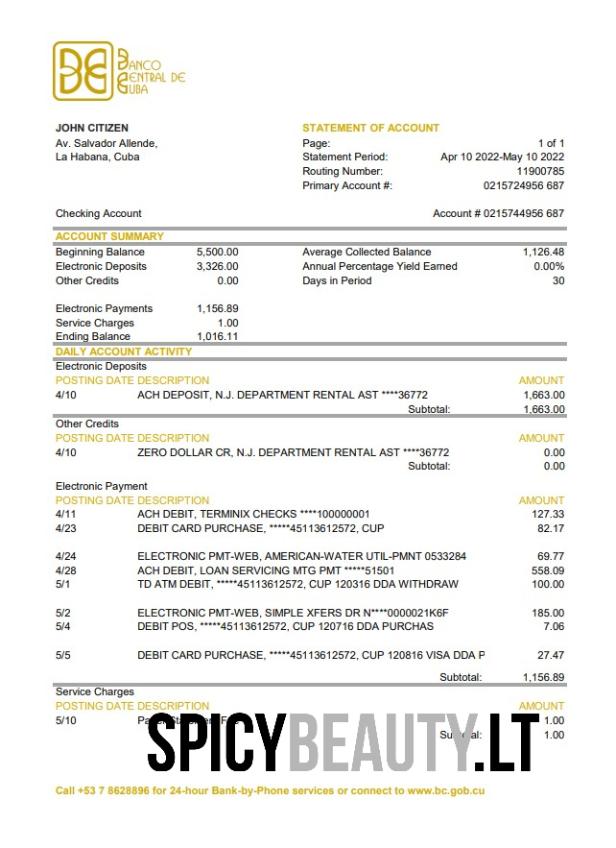 BANCO
CENTRAL DE
CUBA
JOHN CITIZEN
Av. Salvador Allende,
La Habana, Cuba
STATEMENT OF ACCOUNT
Page: 1 of 1
Statement Period: Apr 10 2022-May 10 2022
Routing Number: 11900785
Primary Account #: 0215724956 687
Checking Account Account # 0215744956 687
ACCOUNT SUMMARY
Beginning Balance 5,500.00 Average Collected Balance 1,126.48
Electronic Deposits 3,326.00 Annual Percentage Yield Earned 0.00%
Other Credits 0.00 Days in Period 30
Electronic Payments 1,156.89
Service Charges 1.00
Ending Balance 1,016.11
DAILY ACCOUNT ACTIVITY
Electronic Deposits
POSTING DATE DESCRIPTION AMOUNT
4/10 ACH DEPOSIT, N.J. DEPARTMENT RENTAL AST ****36772 1,663.00
Subtotal: 1,663.00
Other Credits
POSTING DATE DESCRIPTION AMOUNT
4/10 ZERO DOLLAR CR, N.J. DEPARTMENT RENTAL AST ****36772 0.00
Subtotal: 0.00
Electronic Payment
POSTING DATE DESCRIPTION AMOUNT
4/11 ACH DEBIT, TERMINIX CHECKS ****100000001 127.33
4/23 DEBIT CARD PURCHASE, *****45113612572, CUP 82.17
4/24 ELECTRONIC PMT-WEB, AMERICAN-WATER UTIL-PMNT 0533284 69.77
4/28 ACH DEBIT, LOAN SERVICING MTG PMT *****51501 558.09
5/1 TD ATM DEBIT, *****45113612572, CUP 120316 DDA WITHDRAW 100.00
5/2 ELECTRONIC PMT-WEB, SIMPLE XFERS DR N****0000021K6F 185.00
5/4 DEBIT POS, *****45113612572, CUP 120716 DDA PURCHAS 7.06
5/5 DEBIT CARD PURCHASE, *****45113612572, CUP 120816 VISA DDA P 27.47
Subtotal: 1,156.89
Service Charges
POSTING DATE DESCRIPTION AMOUNT
5/10 1.00
1.00
SPICYBEAUTY.LT
Call +53 7 8628896 for 24-hour Bank-by-Phone services or connect to www.bc.gob.cu